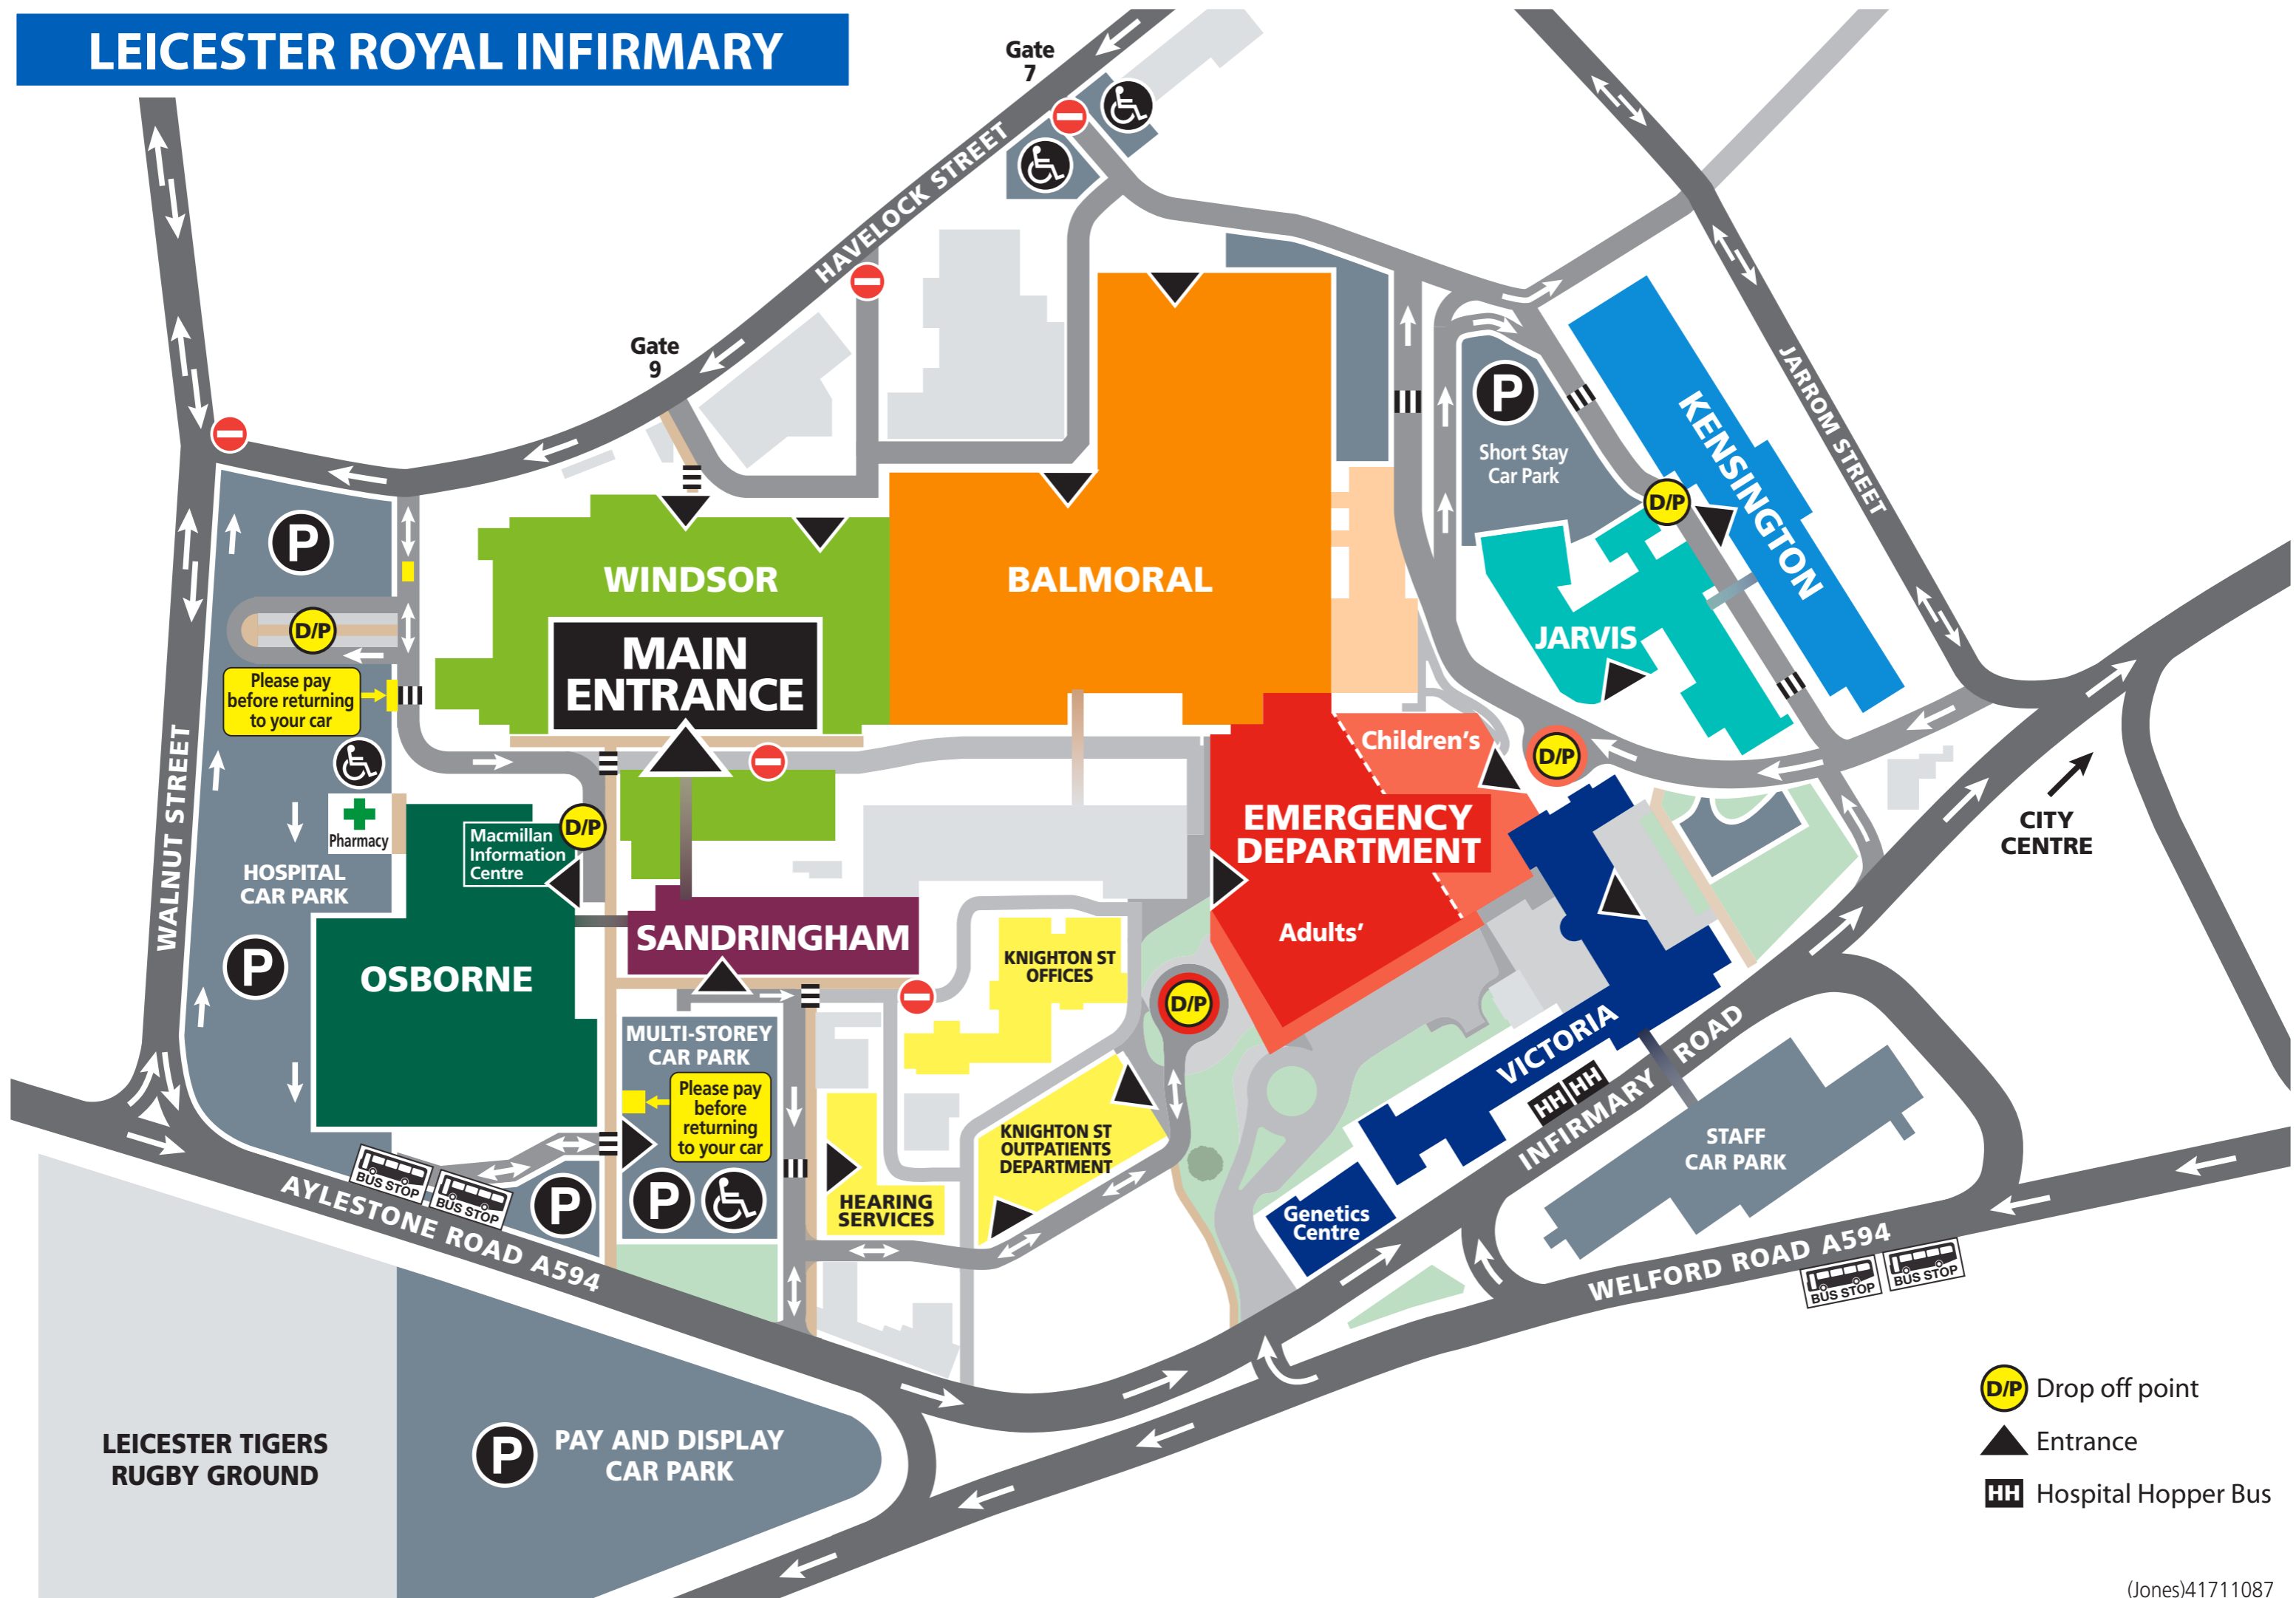 LEICESTER ROYAL INFIRMARY
Gate
7
HAVELOCK STREET
Gate
9
P
Short Stay
Car Park
KENSINGTON
JARROM STREET
D/P
WINDSOR
BALMORAL
JARVIS
MAIN
ENTRANCE
P
D/P
Please pay
before returning
to your car
WALNUT STREET
Pharmacy
HOSPITAL
CAR PARK
P
Macmillan
Information
Centre
D/P
OSBORNE
SANDRINGHAM
Children's
D/P
EMERGENCY
DEPARTMENT
Adults'
D/P
KNIGHTON ST
OFFICES
CITY
CENTRE
MULTI-STOREY
CAR PARK
Please pay
before
returning
to your car
P
P
HEARING
SERVICES
KNIGHTON ST
OUTPATIENTS
DEPARTMENT
VICTORIA
HH
HH
INFIRMARY ROAD
STAFF
CAR PARK
Genetics
Centre
BUS STOP
BUS STOP
AYLESTONE ROAD A594
WELFORD ROAD A594
BUS STOP
BUS STOP
LEICESTER TIGERS
RUGBY GROUND
P
PAY AND DISPLAY
CAR PARK
D/P Drop off point
Entrance
HH Hospital Hopper Bus
(Jones)41711087